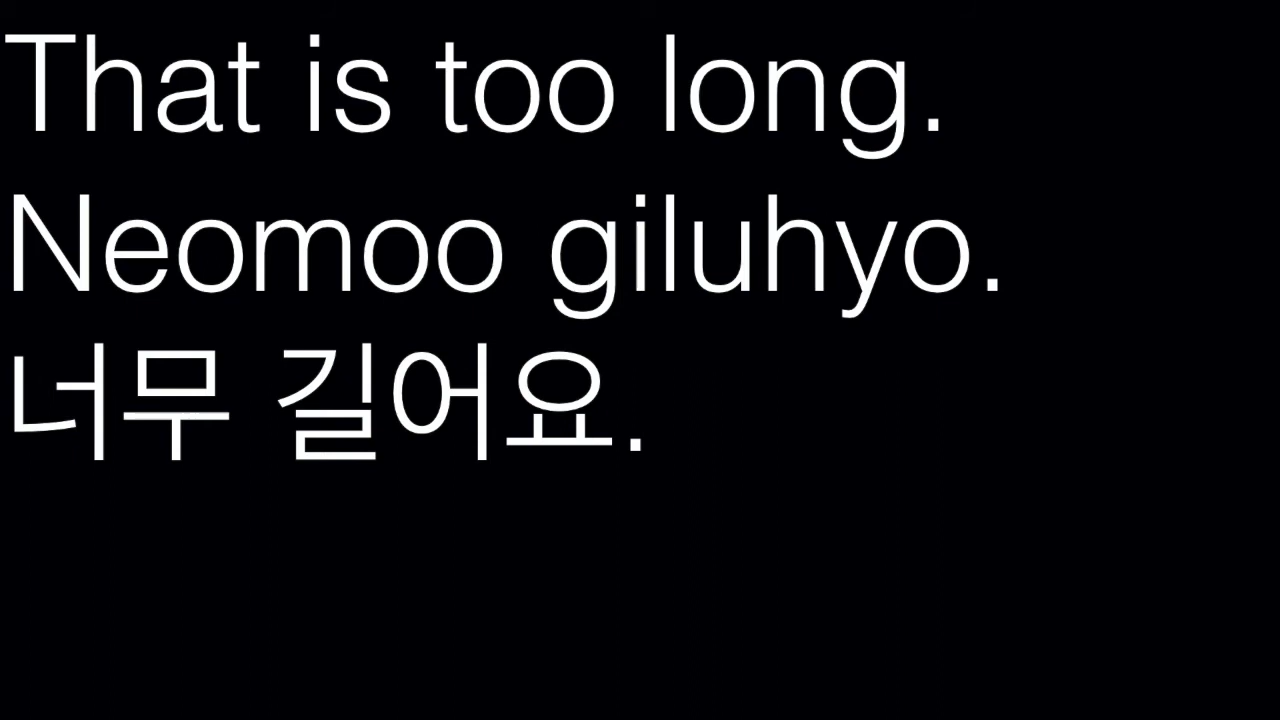 That is too long.
Neomoo giluhyo.
너무 길어요.